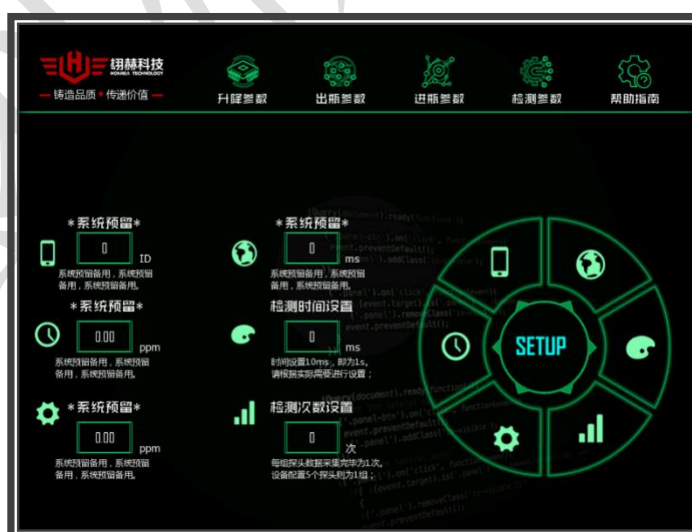 翃赫科技
HONHEA TECHNOLOGY
铸造品质•传递价值
升降参数
出瓶参数
进瓶参数
检测参数
帮助指南
*系统预留*
0 ID
系统预留备用，系统预留
备用，系统预留备用。
*系统预留*
0 ms
系统预留备用，系统预留
备用，系统预留备用。
*系统预留*
0.00 ppm
系统预留备用，系统预留
备用，系统预留备用。
检测时间设置
0 ms
时间设置10ms，即为1s，
请根据实际需要进行设置；
*系统预留*
0.00 ppm
系统预留备用，系统预留
备用，系统预留备用。
检测次数设置
0 次
每组探头数据采集完毕为1次，
设备配置5个探头则为1组；
SETUP